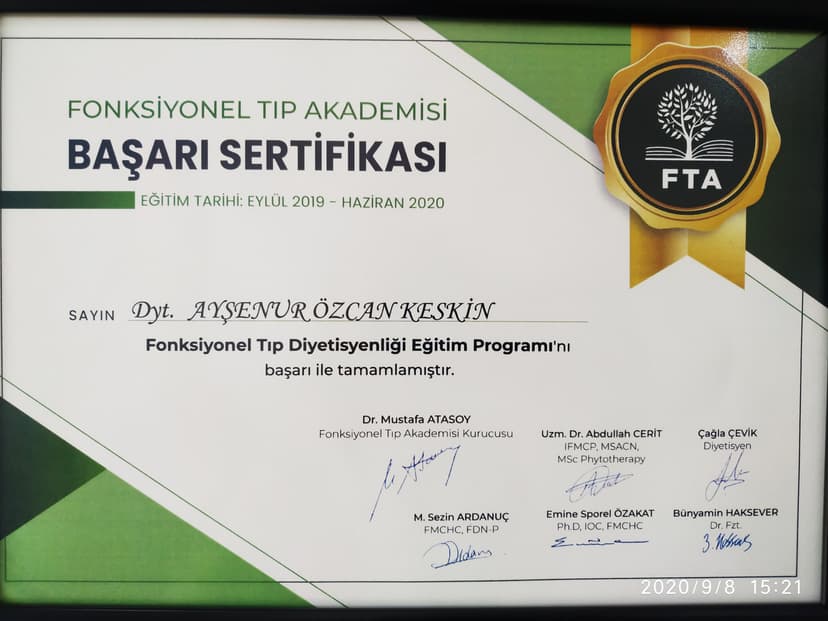 FONKSİYONEL TIP AKADEMİSİ
BAŞARI SERTİFİKASI
EĞİTİM TARİHİ: EYLÜL 2019 - HAZİRAN 2020
FTA
SAYIN Dyt. AYŞENUR ÖZCAN KESKİN
Fonksiyonel Tıp Diyetisyenliği Eğitim Programı'nı
başarı ile tamamlamıştır.
Dr. Mustafa ATASOY
Fonksiyonel Tıp Akademisi Kurucusu
Uzm. Dr. Abdullah CERİT
IFMCP, MSACN,
MSc Phytotherapy
Çağla ÇEVİK
Diyetisyen
M. Sezin ARDANUÇ
FMCHC, FDN-P
Emine Sporel ÖZAKAT
Ph.D, IOC, FMCHC
Bünyamin HAKSEVER
Dr. Fzt.
2020/9/8 15:21